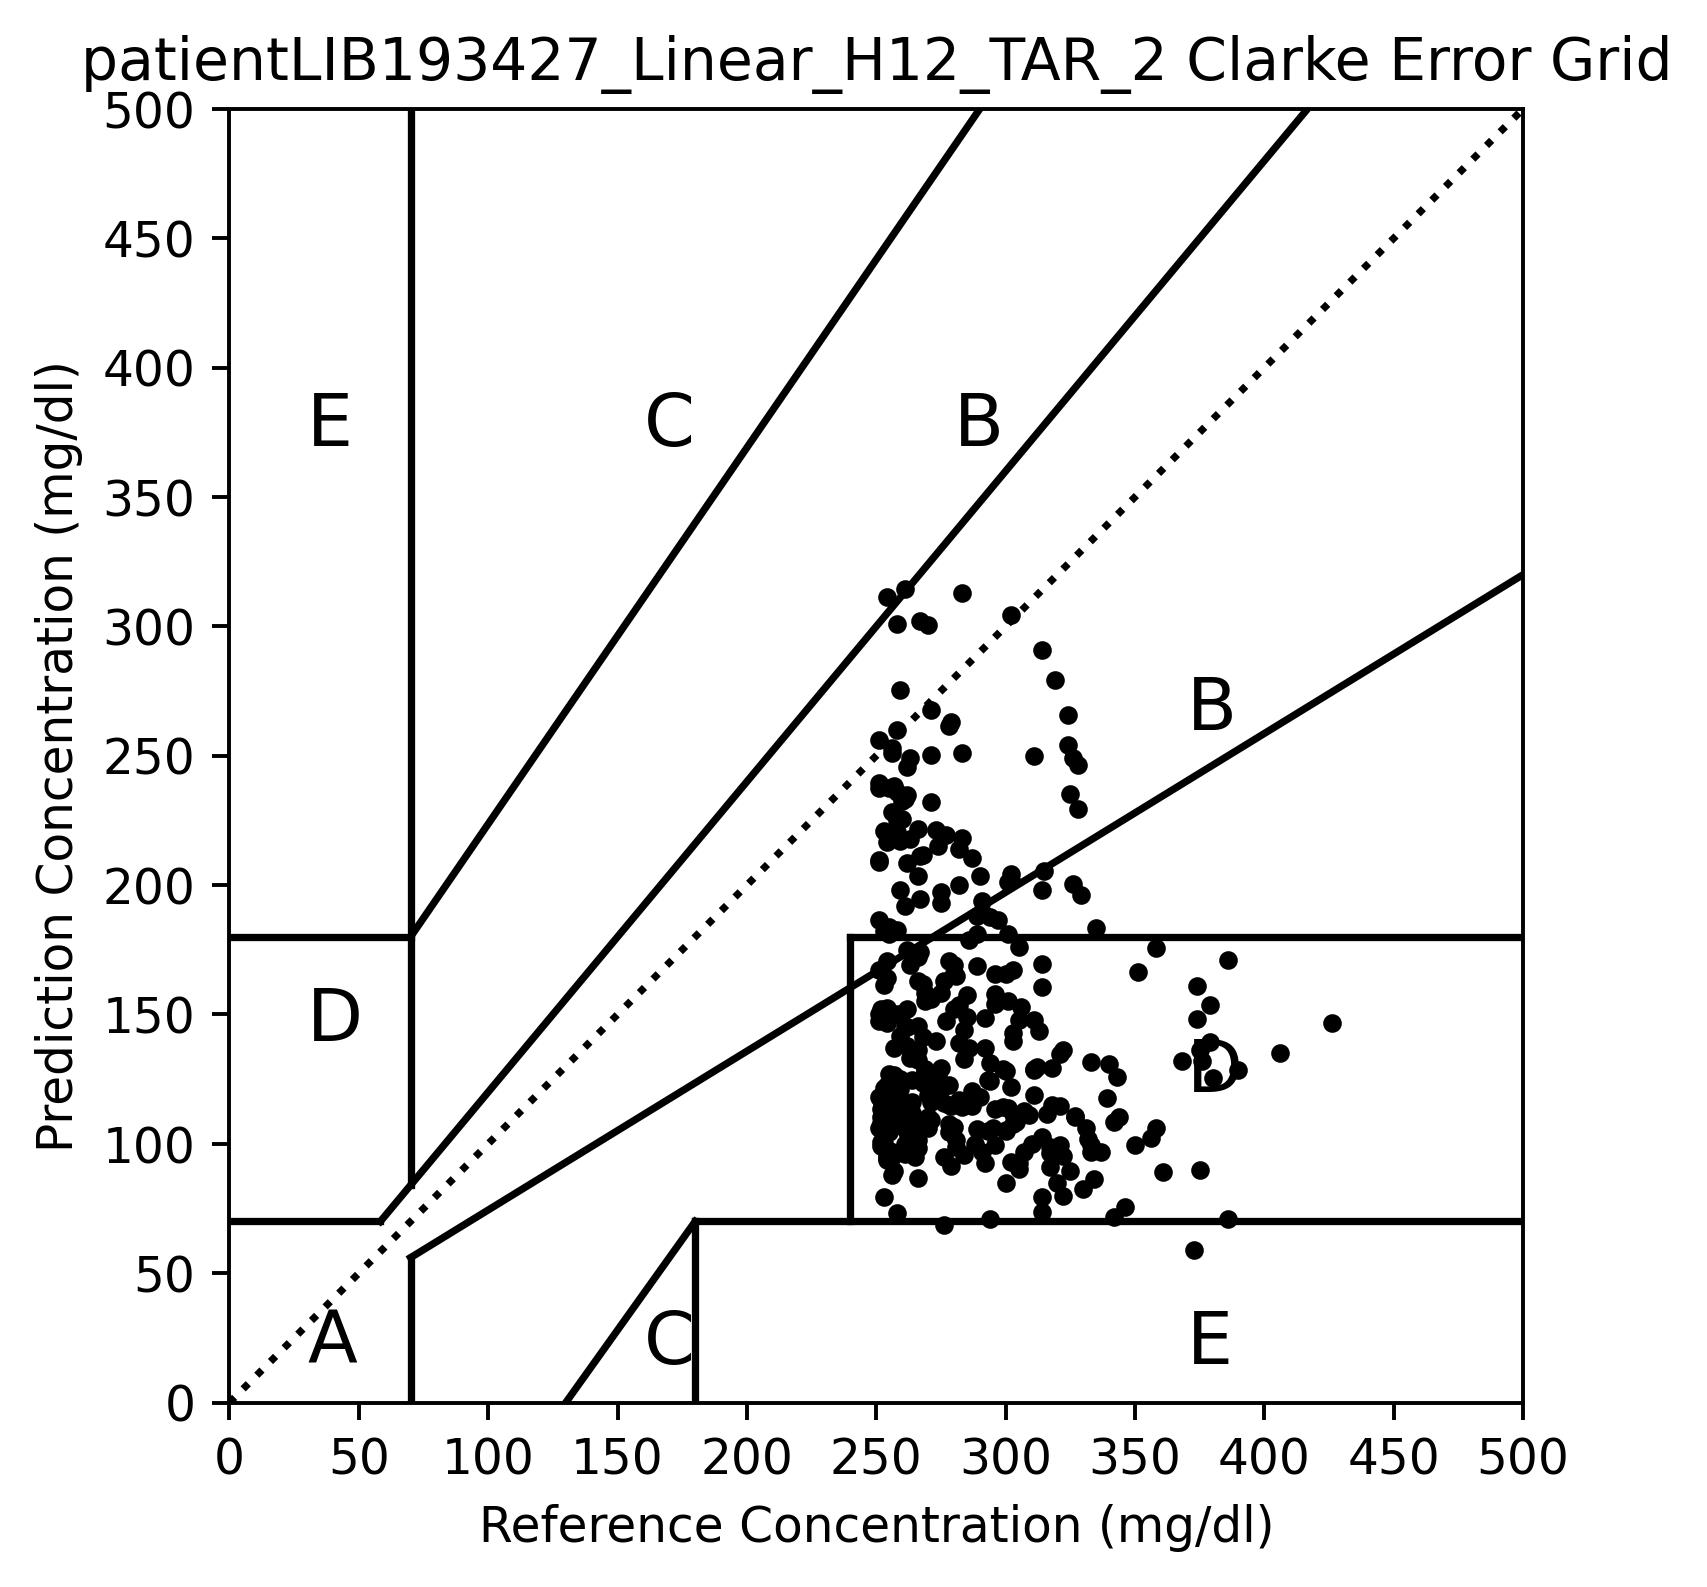 patientLIB193427_Linear_H12_TAR_2 Clarke Error Grid
500
450
400
350
300
250
200
150
100
50
0
Prediction Concentration (mg/dl)
E
C
B
B
D
D
A
C
E
0 50 100 150 200 250 300 350 400 450 500
Reference Concentration (mg/dl)